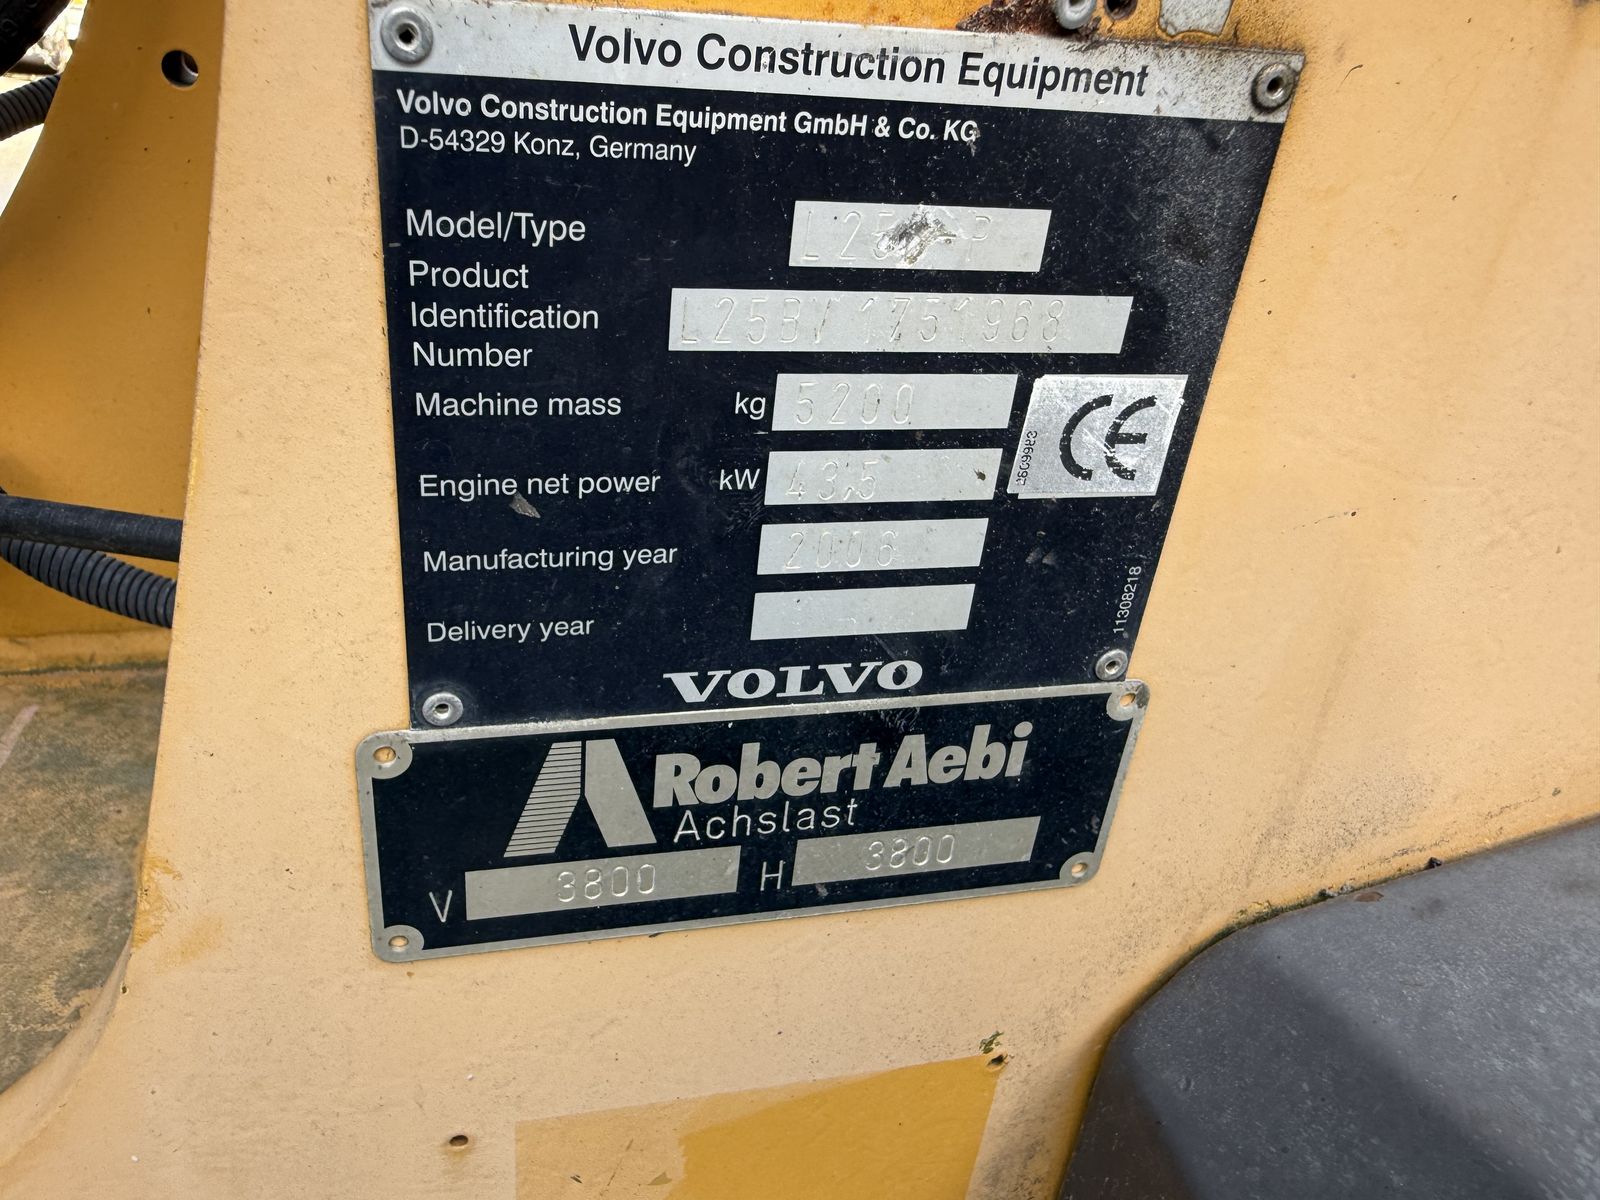 Volvo Construction Equipment
Volvo Construction Equipment GmbH & Co. KG
D-54329 Konz, Germany
Model/Type
Product
Identification
Number
L25BV1751968
Machine mass kg 5200
Engine net power kW 43,5
Manufacturing year 2006
Delivery year
CE
11308218
VOLVO
Robert Aebi
Achslast
V 3800 H 3800